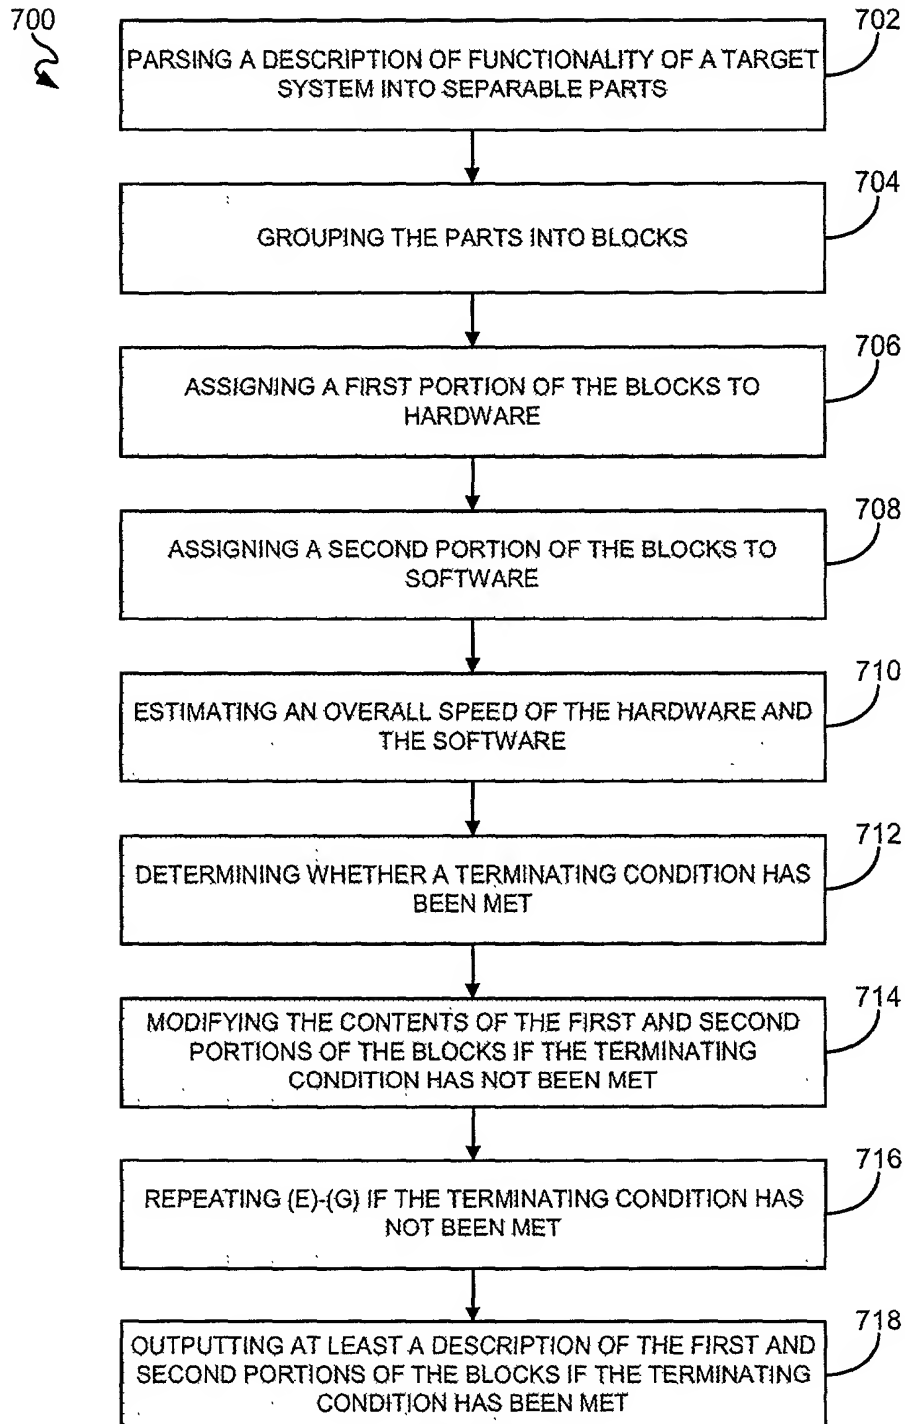 700
702
PARSING A DESCRIPTION OF FUNCTIONALITY OF A TARGET
SYSTEM INTO SEPARABLE PARTS
704
GROUPING THE PARTS INTO BLOCKS
706
ASSIGNING A FIRST PORTION OF THE BLOCKS TO
HARDWARE
708
ASSIGNING A SECOND PORTION OF THE BLOCKS TO
SOFTWARE
710
ESTIMATING AN OVERALL SPEED OF THE HARDWARE AND
THE SOFTWARE
712
DETERMINING WHETHER A TERMINATING CONDITION HAS
BEEN MET
714
MODIFYING THE CONTENTS OF THE FIRST AND SECOND
PORTIONS OF THE BLOCKS IF THE TERMINATING
CONDITION HAS NOT BEEN MET
716
REPEATING (E)-(G) IF THE TERMINATING CONDITION HAS
NOT BEEN MET
718
OUTPUTTING AT LEAST A DESCRIPTION OF THE FIRST AND
SECOND PORTIONS OF THE BLOCKS IF THE TERMINATING
CONDITION HAS BEEN MET